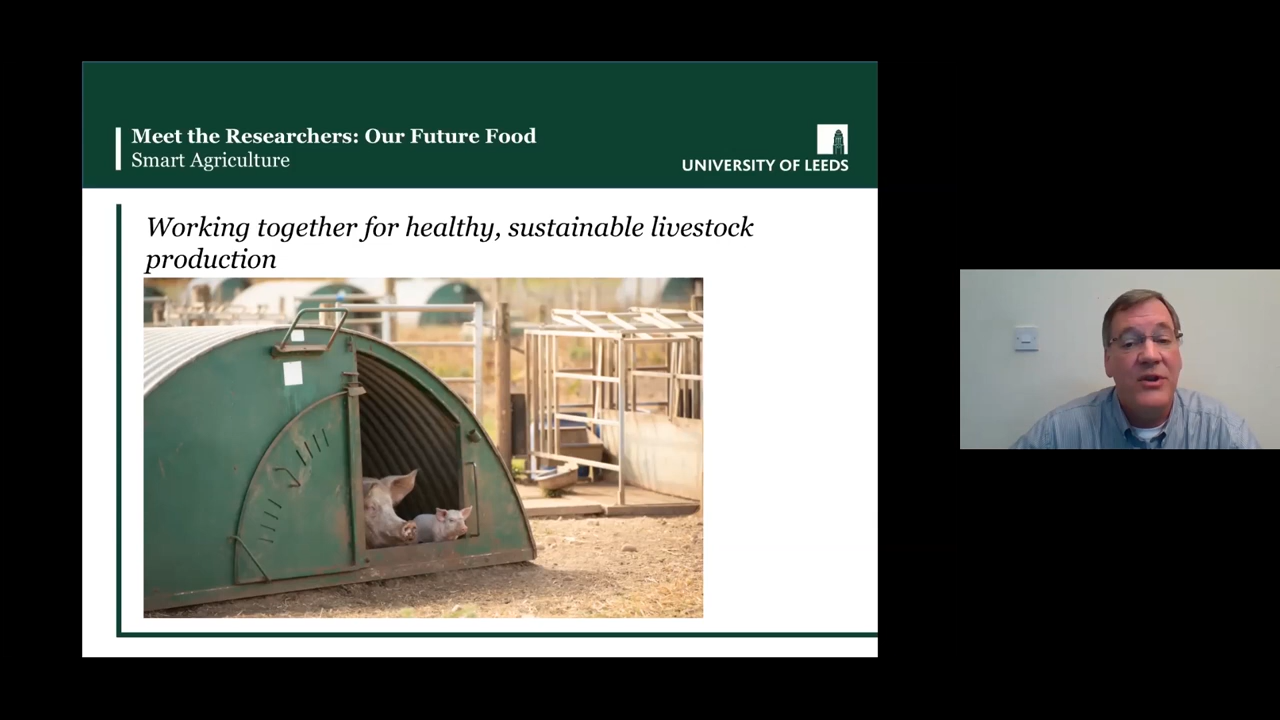 Meet the Researchers: Our Future Food
Smart Agriculture
UNIVERSITY OF LEEDS
Working together for healthy, sustainable livestock
production